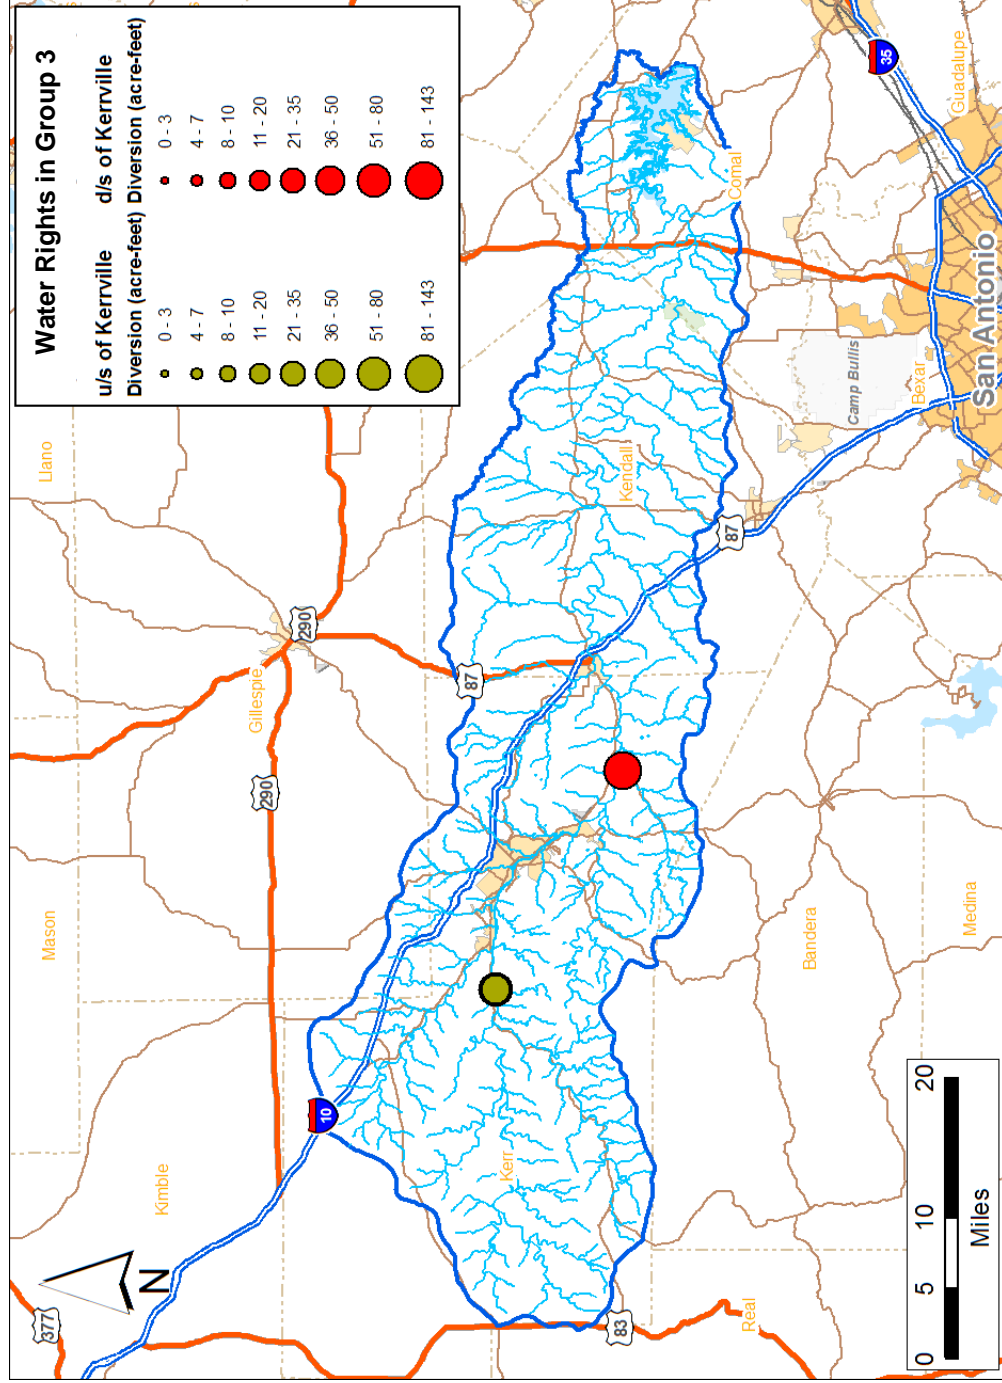 Water Rights in Group 3
u/s of Kerrville
Diversion (acre-feet)
0 - 3
4 - 7
8 - 10
11 - 20
21 - 35
36 - 50
51 - 80
81 - 143
d/s of Kerrville
Diversion (acre-feet)
0 - 3
4 - 7
8 - 10
11 - 20
21 - 35
36 - 50
51 - 80
81 - 143
377
N
Kimble
Mason
Llano
290
Gillespie
290
87
10
Kerr
Kendall
87
Comal
35
Guadalupe
Camp Bullis
Bexar
San Antonio
83
Real
Bandera
Medina
0
5
10
20
Miles